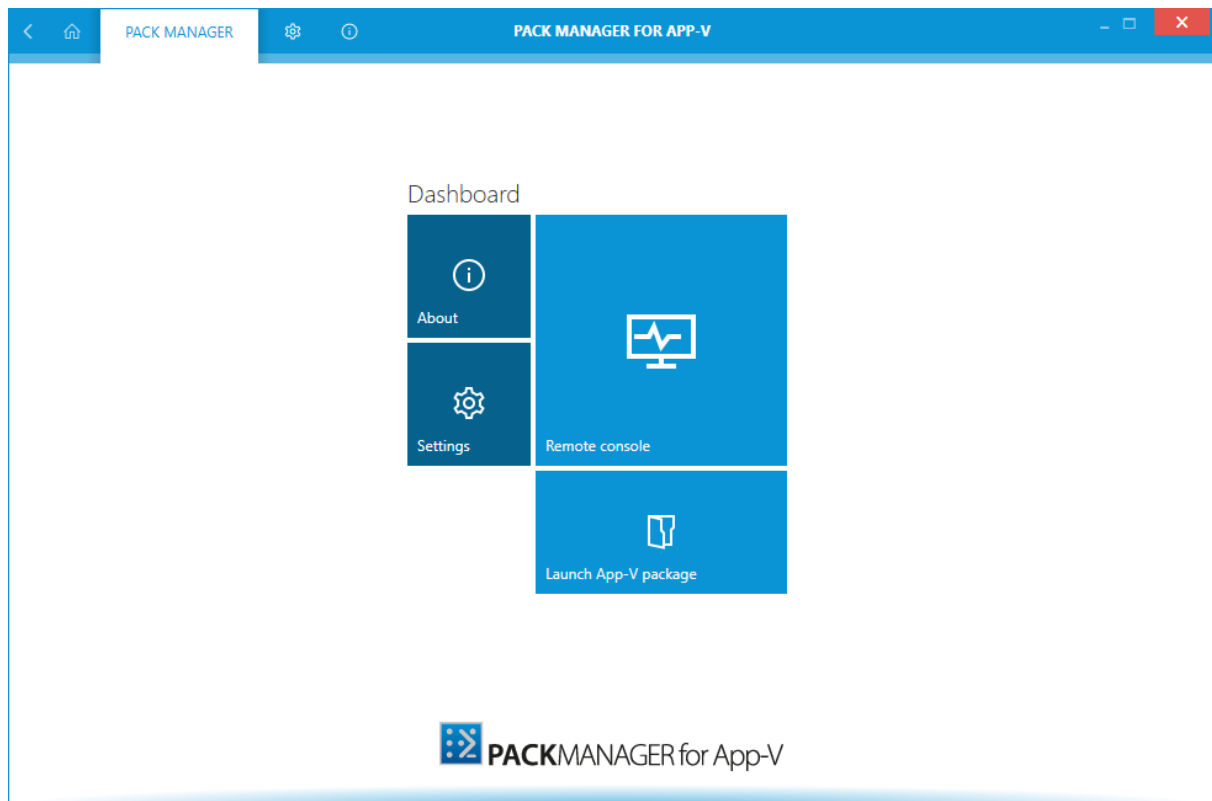 PACK MANAGER
PACK MANAGER FOR APP-V
Dashboard
About
Settings
Remote console
Launch App-V package
PACKMANAGER for App-V